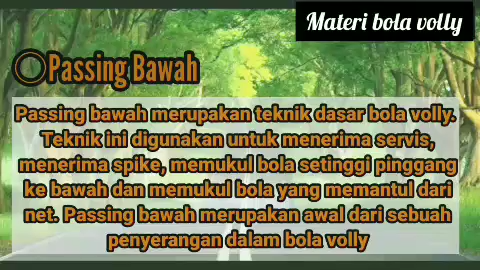 Materi bola volly
Passing Bawah
Passing bawah merupakan teknik dasar bola volly.
Teknik ini digunakan untuk menerima servis,
menerima spike, memukul bola setinggi pinggang
ke bawah dan memukul bola yang memantul dari
net. Passing bawah merupakan awal dari sebuah
penyerangan dalam bola volly